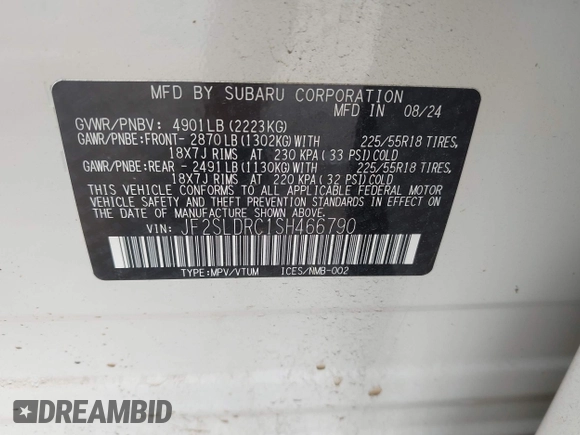 MFD BY SUBARU CORPORATION
MFD IN 08/24
GVWR/PNBV: 4901LB (2223KG)
GAWR/PNBE:FRONT- 2870LB (1302KG)WITH 225/55R18 TIRES,
18X7J RIMS AT 230 KPA ( 33 PSI) COLD
GAWR/PNBE:REAR - 2491LB (1130KG)WITH 225/55R18 TIRES,
18X7J RIMS AT 220 KPA ( 32 PSI) COLD
THIS VEHICLE CONFORMS TO ALL APPLICABLE FEDERAL MOTOR
VEHICLE SAFETY AND BUMPER STANDARDS IN EFFECT ON THE
DATE OF MANUFACTURE SHOWN ABOVE.
VIN: JF2SLDRC1SH466790
TYPE:MPV/VTUM ICES/NMB-002
DREAMBID